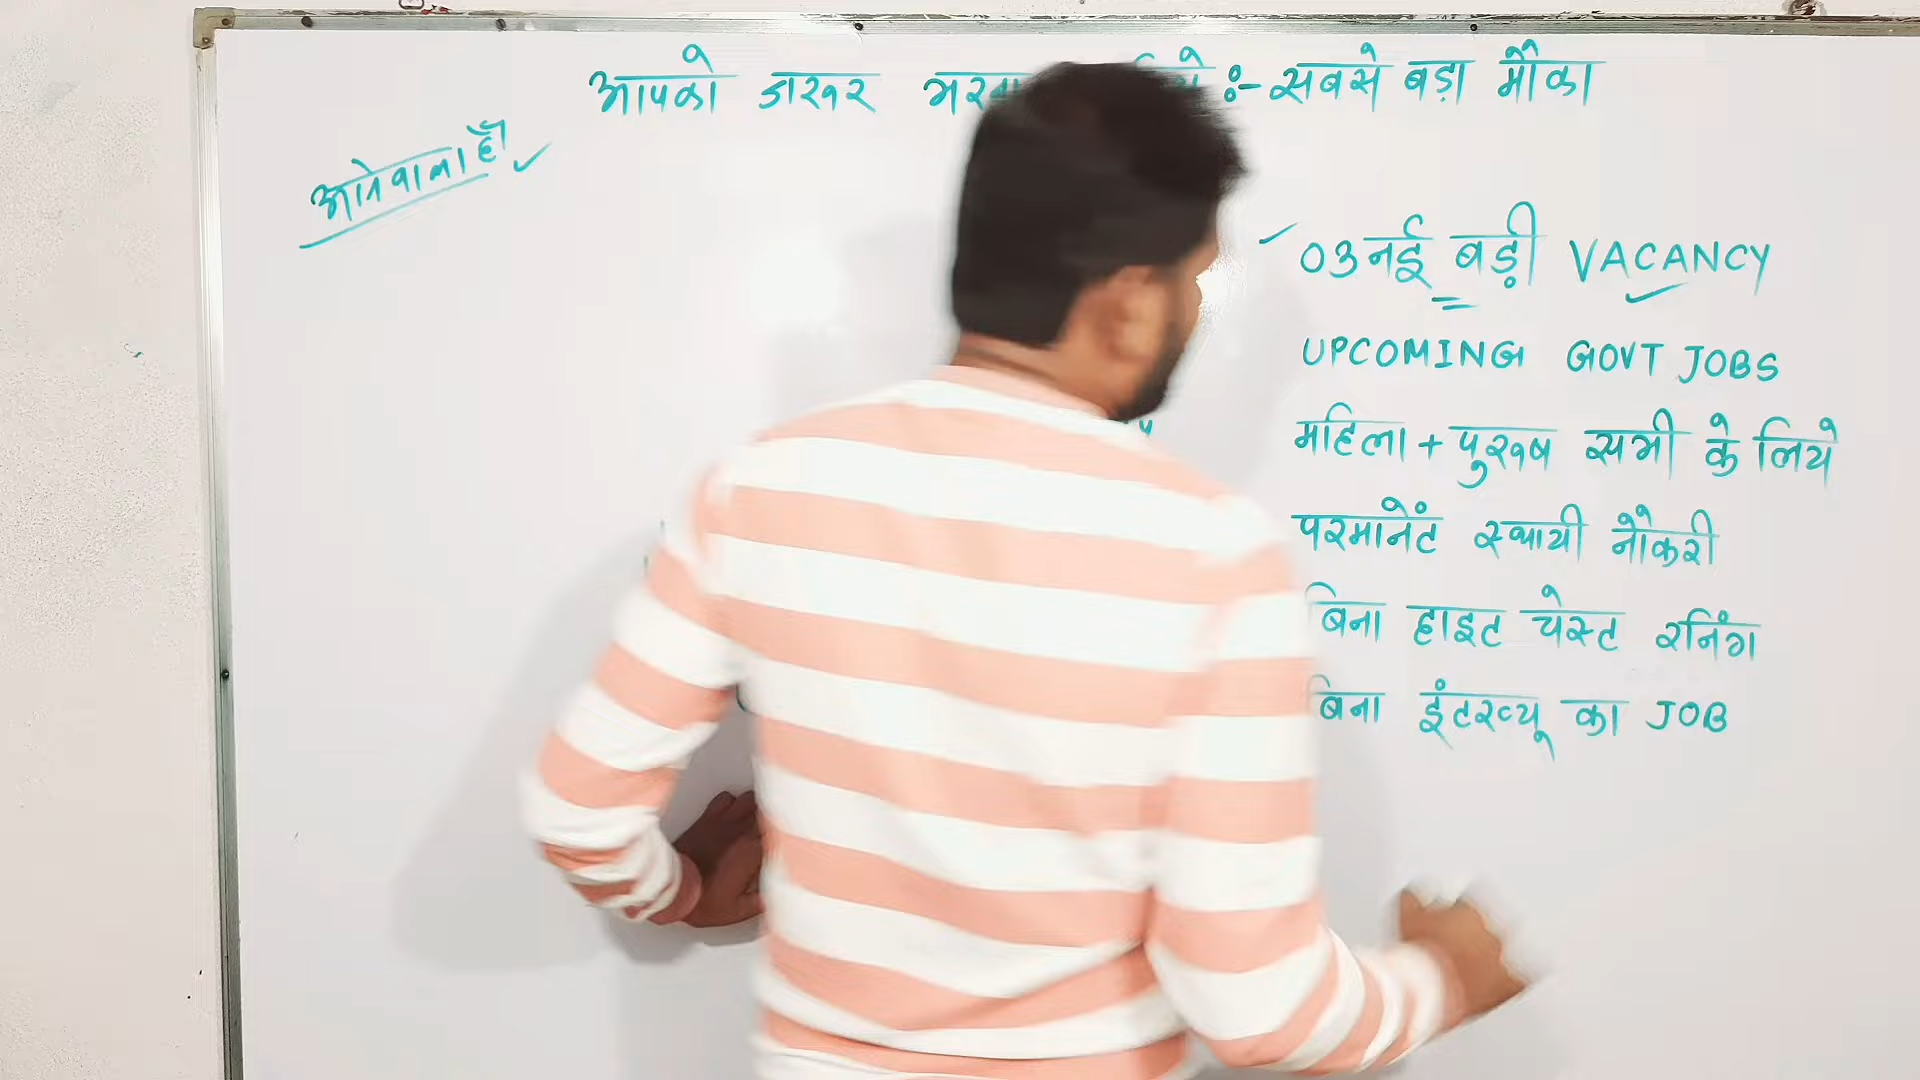 आपको जरूर :- सबसे बड़ा मौका
आनेवाला हैं
03 नई बड़ी VACANCY
UPCOMING GOVT JOBS
महिला + पुरूष सभी के लिये
परमानेंट स्थायी नौकरी
बिना हाइट चेस्ट रनिंग
बिना इंटरव्यू का JOB